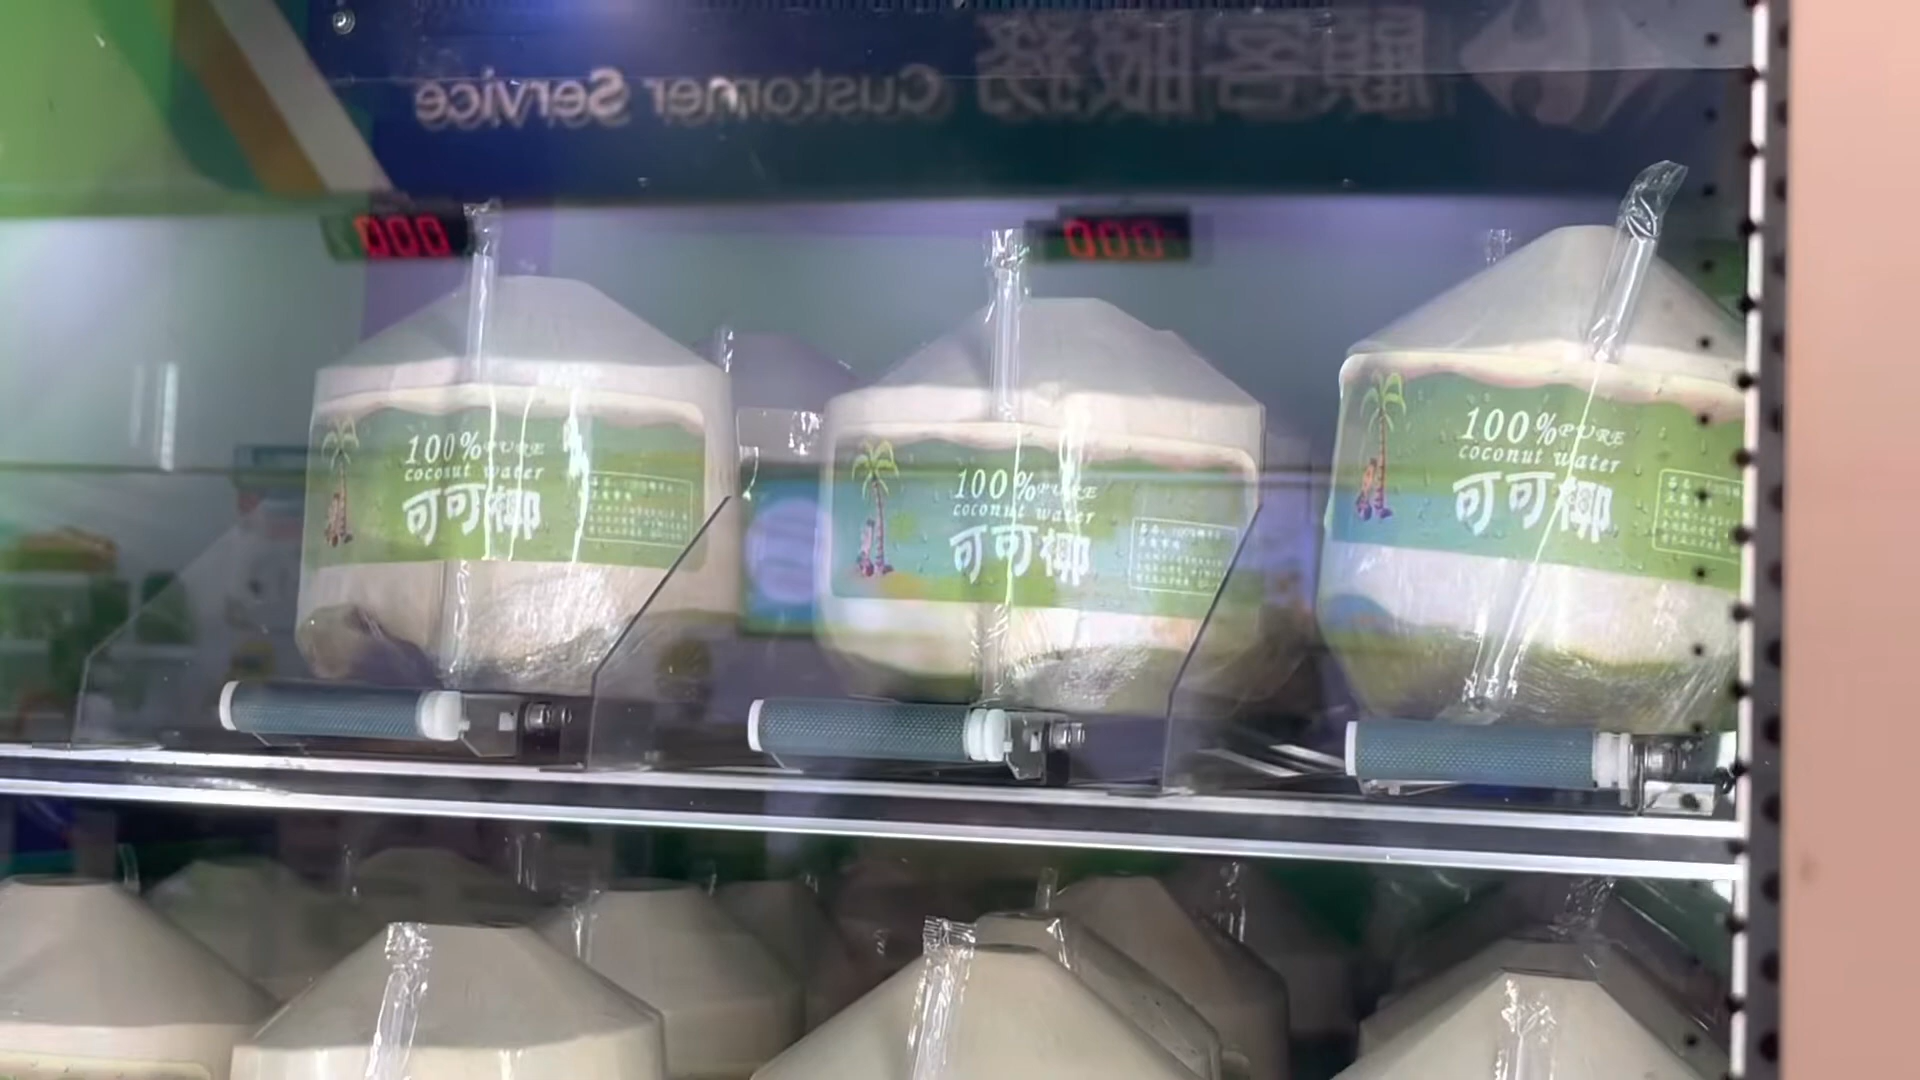 顧客服務 Customer Service
000
000
100%PURE
coconut water
可可椰
100%PURE
coconut water
可可椰
100%PURE
coconut water
可可椰